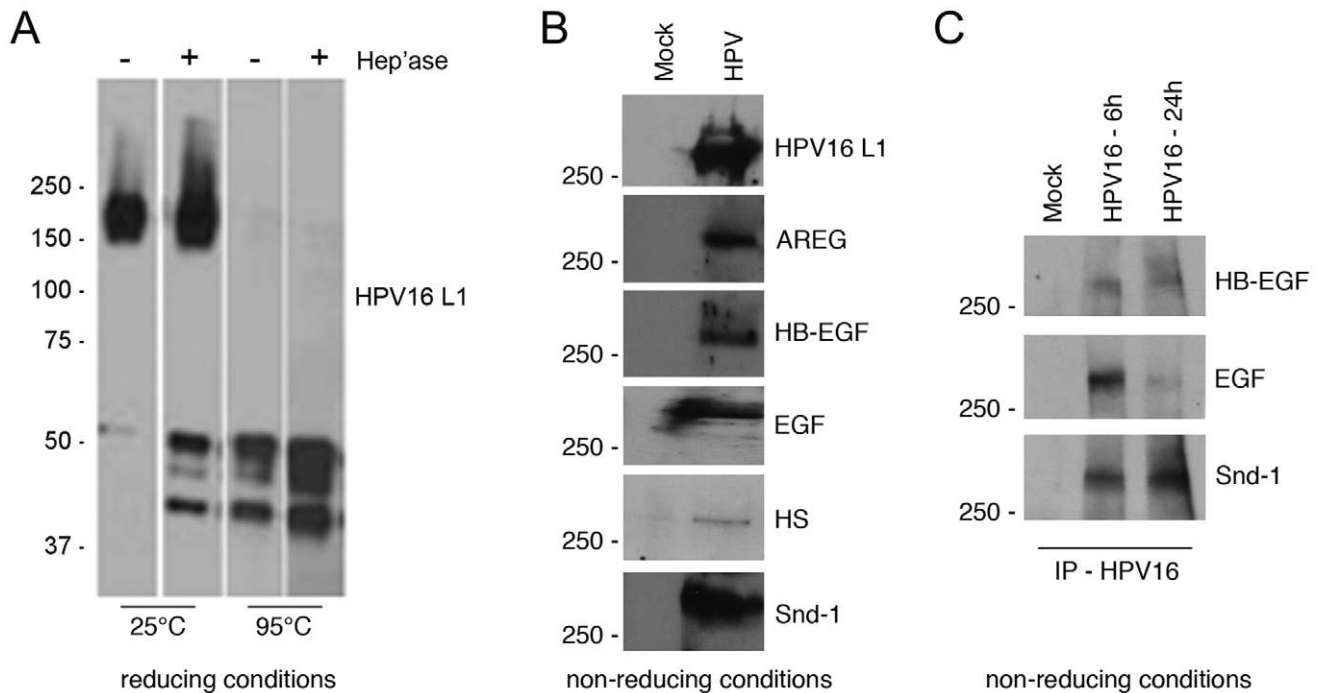 A
- + - + Hep'ase
250 -
150 -
100 -
75 -
50 -
37 -
HPV16 L1
25°C 95°C
reducing conditions
B
Mock HPV
250 - HPV16 L1
250 - AREG
250 - HB-EGF
250 - EGF
250 - HS
250 - Snd-1
non-reducing conditions
C
Mock HPV16 - 6h HPV16 - 24h
250 - HB-EGF
250 - EGF
250 - Snd-1
IP - HPV16
non-reducing conditions